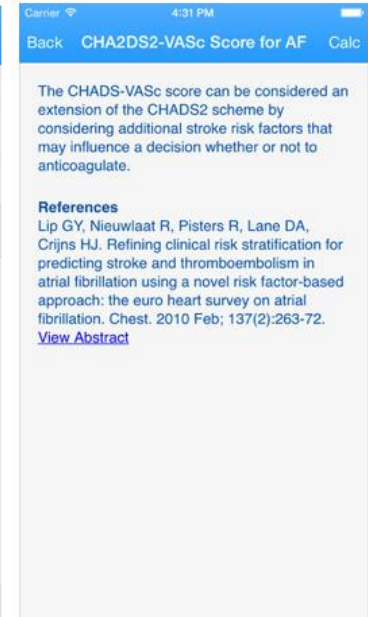 Carrier 4:31 PM
Back CHA2DS2-VASc Score for AF Calc
The CHADS-VASc score can be considered an
extension of the CHADS2 scheme by
considering additional stroke risk factors that
may influence a decision whether or not to
anticoagulate.
References
Lip GY, Nieuwlaat R, Pisters R, Lane DA,
Crijns HJ. Refining clinical risk stratification for
predicting stroke and thromboembolism in
atrial fibrillation using a novel risk factor-based
approach: the euro heart survey on atrial
fibrillation. Chest. 2010 Feb; 137(2):263-72.
View Abstract